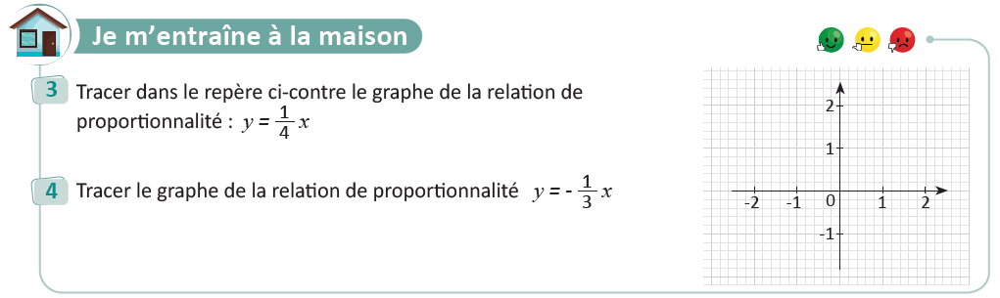 Je m'entraîne à la maison
3 Tracer dans le repère ci-contre le graphe de la relation de
proportionnalité : y = 1/4 x
4 Tracer le graphe de la relation de proportionnalité y = - 1/3 x
2
1
-2 -1 0 1 2
-1